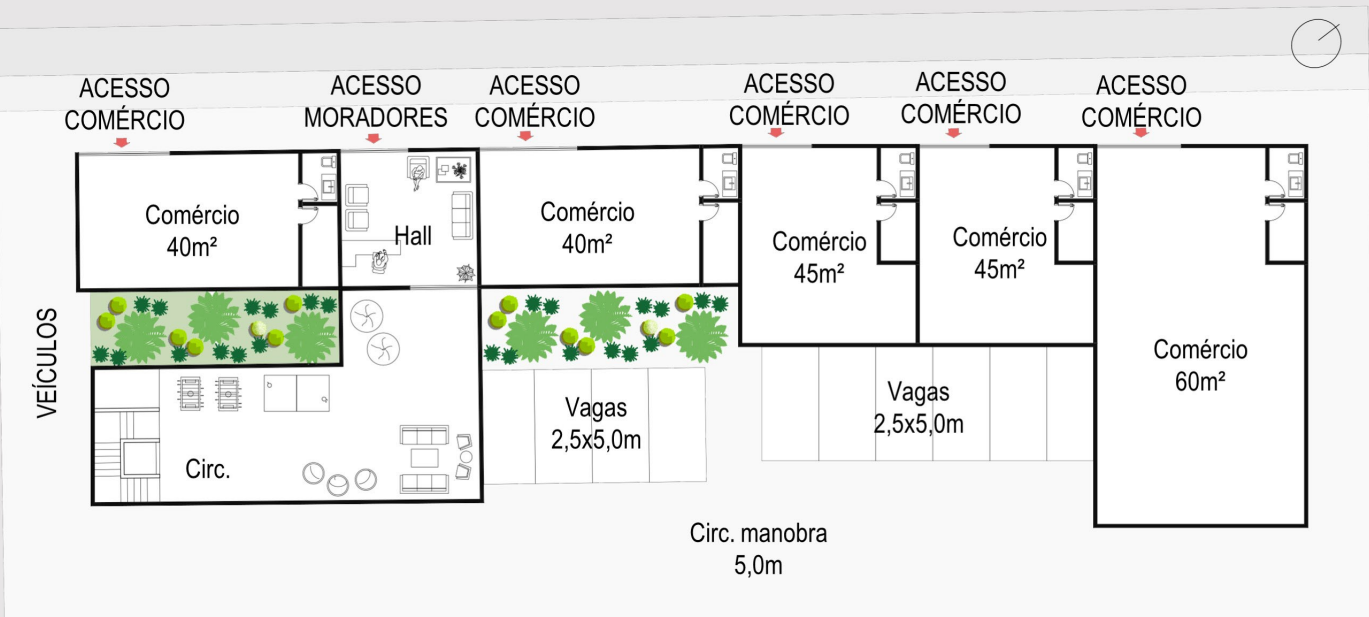 ACESSO
COMÉRCIO
ACESSO
MORADORES
ACESSO
COMÉRCIO
ACESSO
COMÉRCIO
ACESSO
COMÉRCIO
ACESSO
COMÉRCIO
Comércio
40m²
Hall
Comércio
40m²
Comércio
45m²
Comércio
45m²
Comércio
60m²
VEÍCULOS
Vagas
2,5x5,0m
Vagas
2,5x5,0m
Circ.
Circ. manobra
5,0m